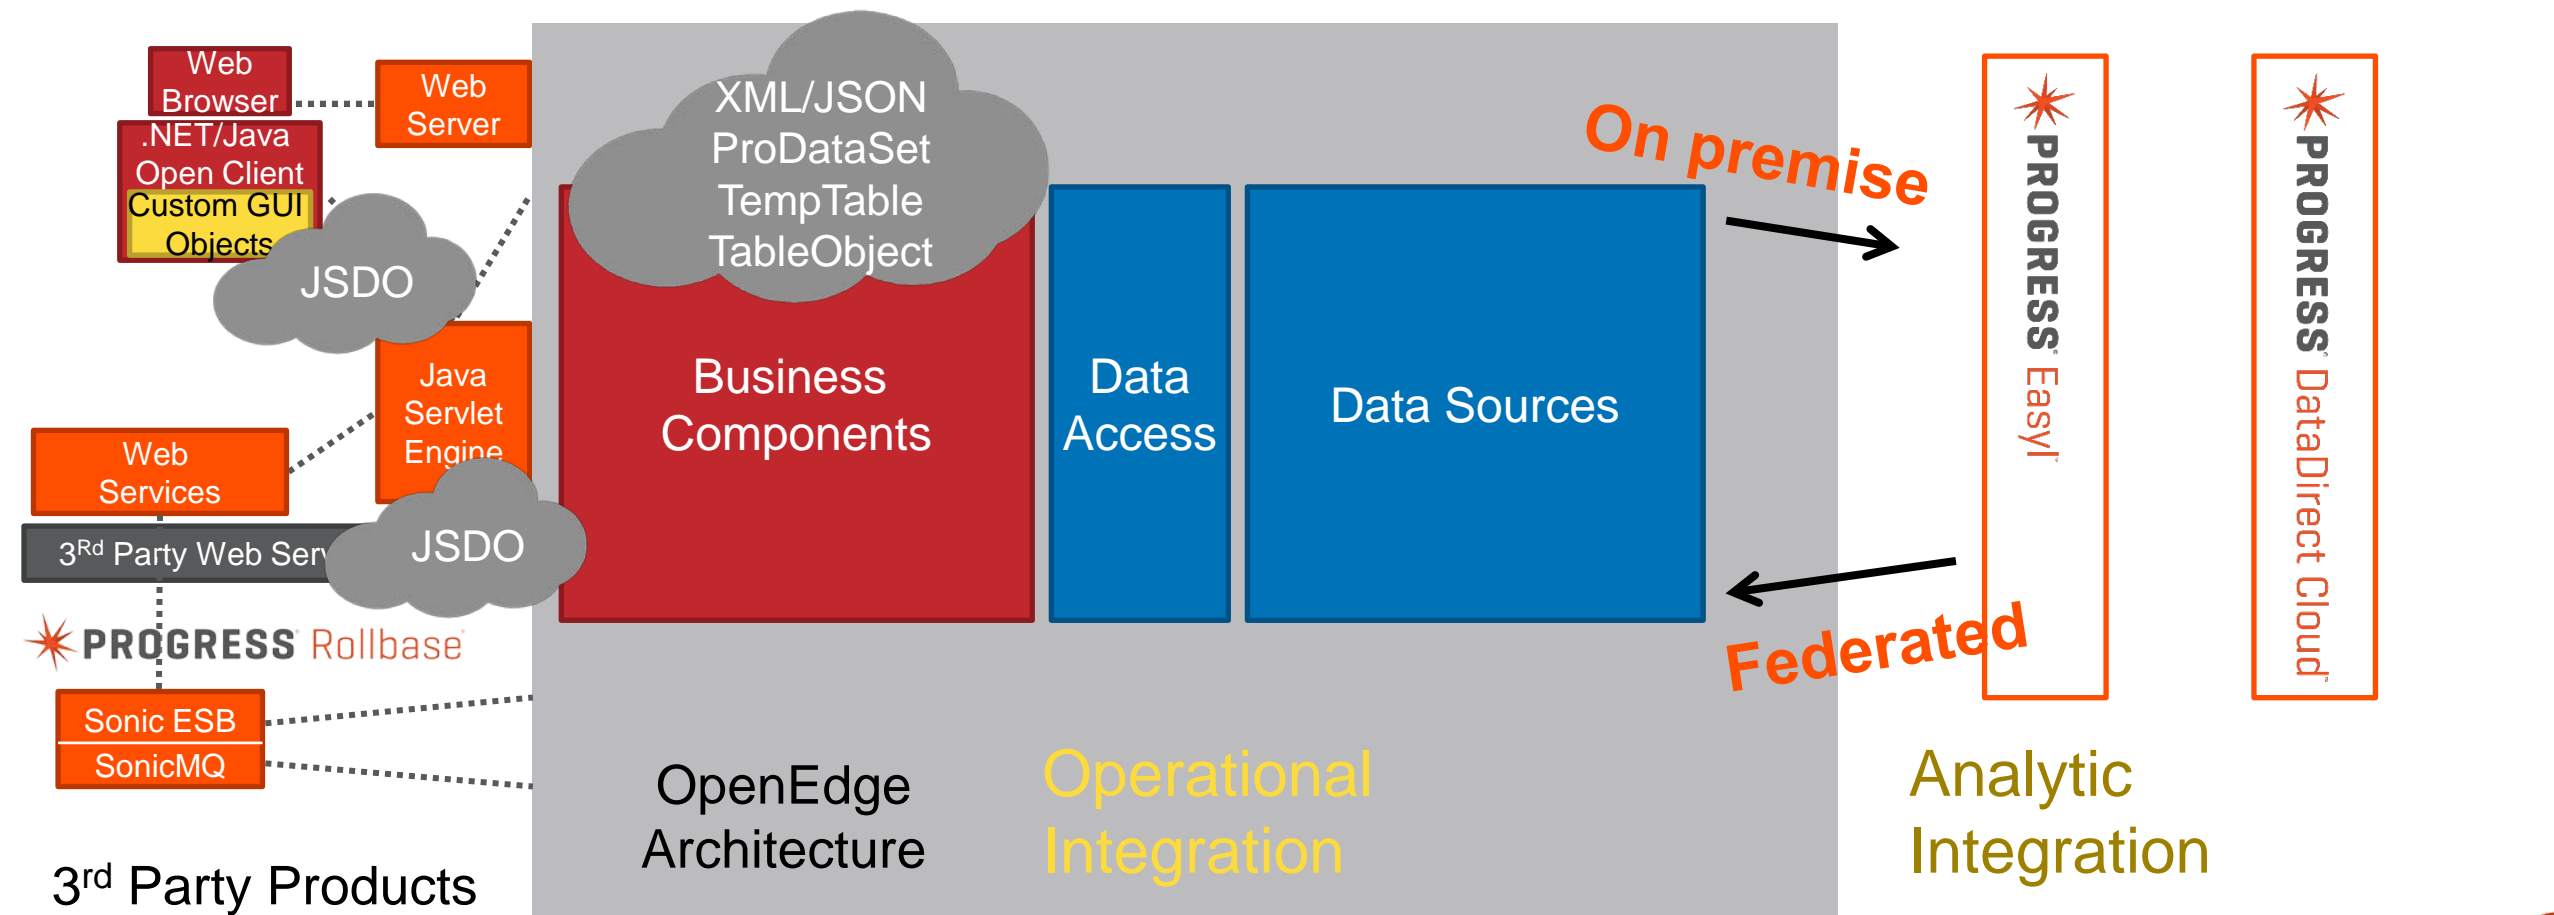 Web
Browser
.NET/Java
Open Client
Custom GUI
Objects
JSDO
Web
Server
Java
Servlet
Engine
Web
Services
3Rd Party Web Serv
JSDO
PROGRESS Rollbase
Sonic ESB
SonicMQ
3rd Party Products
XML/JSON
ProDataSet
TempTable
TableObject
Business
Components
Data
Access
Data Sources
OpenEdge
Architecture
Operational
Integration
On premise
Federated
PROGRESS Easyl
PROGRESS DataDirect Cloud
Analytic
Integration